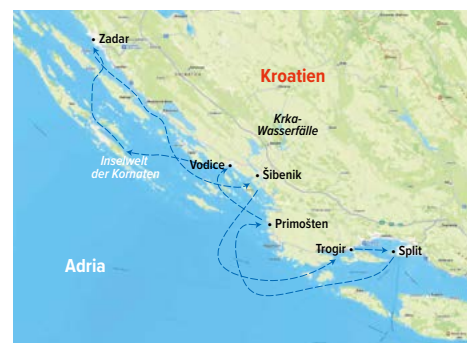 Zadar
Kroatien
Krka-
Wasserfälle
Inselwelt
der Kornaten
Vodice
Šibenik
Primošten
Trogir
Split
Adria